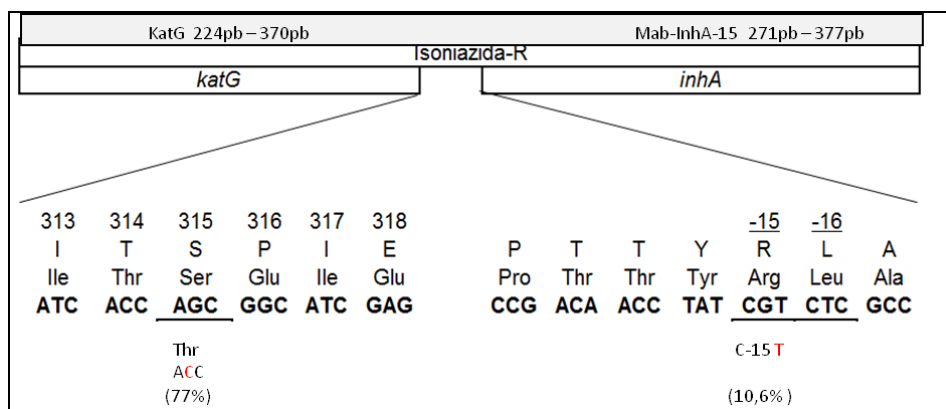 KatG 224pb – 370pb Mab-InhA-15 271pb – 377pb
Isoniazida-R
katG inhA
313 314 315 316 317 318 -15 -16
I T S P I E P T T Y R L A
Ile Thr Ser Glu Ile Glu Pro Thr Thr Tyr Arg Leu Ala
ATC ACC AGC GGC ATC GAG CCG ACA ACC TAT CGT CTC GCC
Thr C-15 T
ACC
(77%) (10,6% )